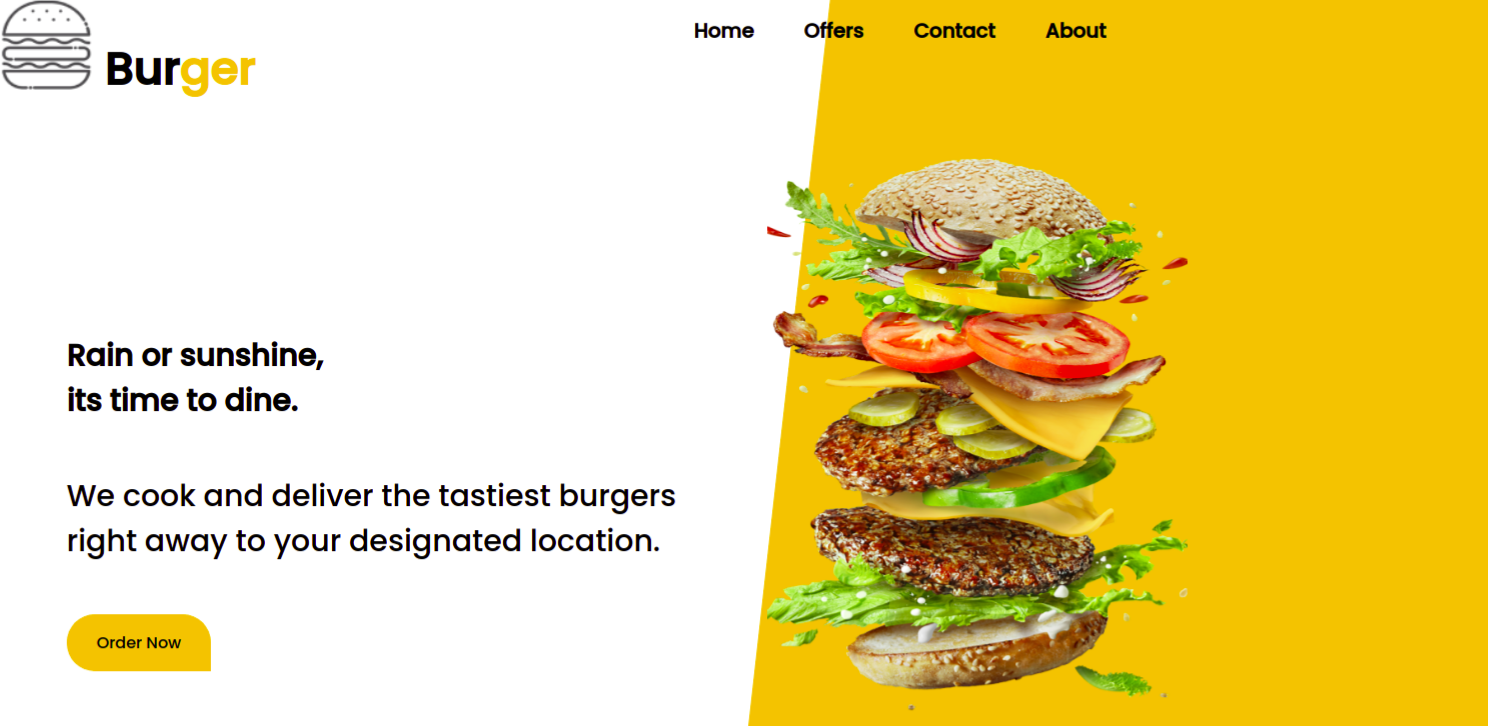 Home Offers Contact About
Burger
Rain or sunshine,
its time to dine.
We cook and deliver the tastiest burgers
right away to your designated location.
Order Now